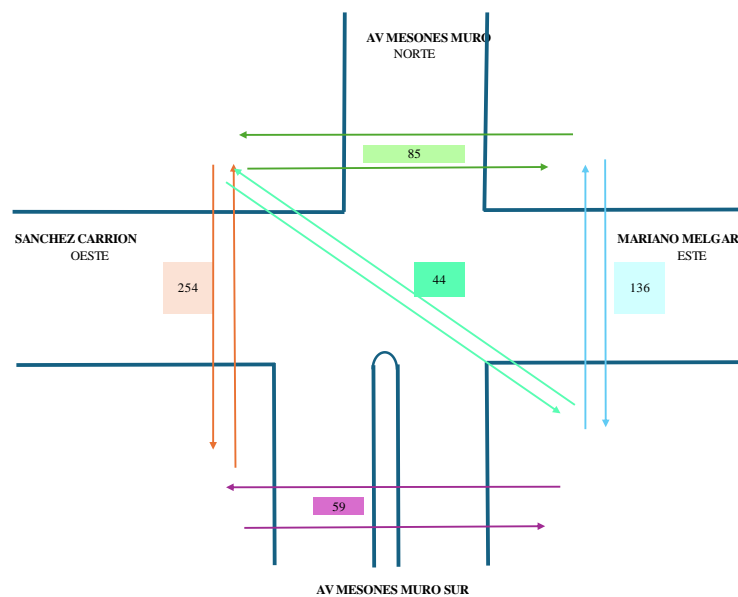 AV MESONES MURO
NORTE
85
SANCHEZ CARRION
OESTE
MARIANO MELGAR
ESTE
254
44
136
59
AV MESONES MURO SUR